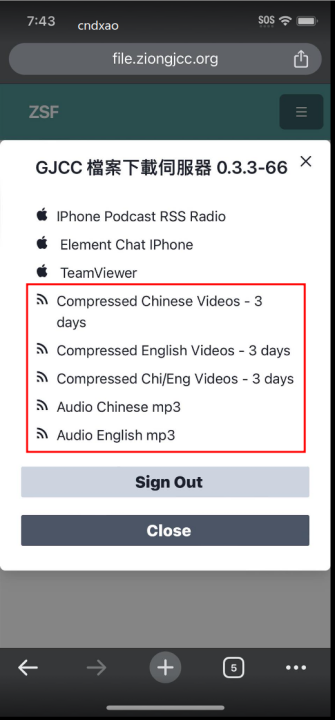 7:43 cndxao SOS
file.ziongjcc.org
ZSF
GJCC 檔案下載伺服器 0.3.3-66
IPhone Podcast RSS Radio
Element Chat IPhone
TeamViewer
Compressed Chinese Videos - 3
days
Compressed English Videos - 3 days
Compressed Chi/Eng Videos - 3 days
Audio Chinese mp3
Audio English mp3
Sign Out
Close
5